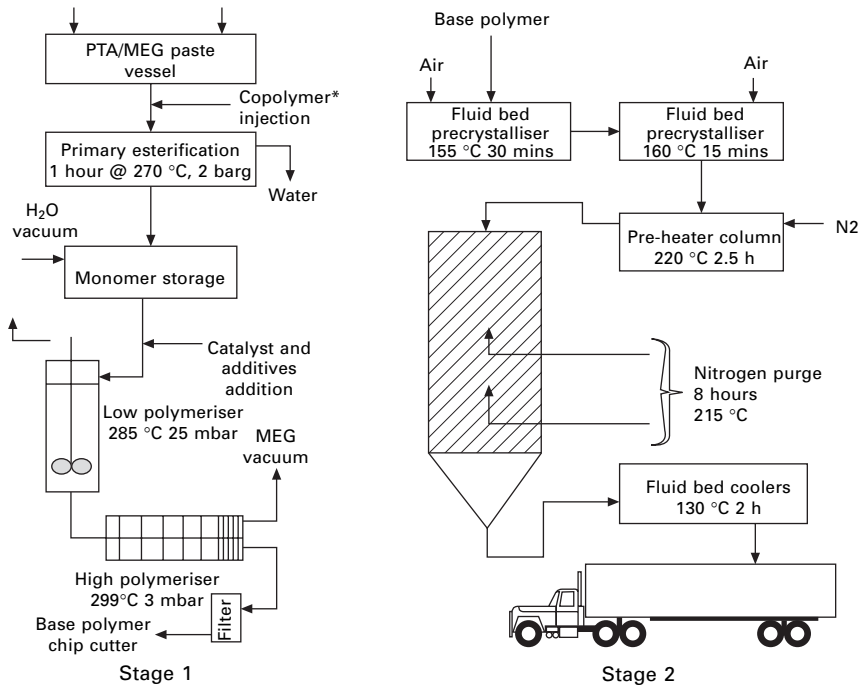 PTA/MEG paste
vessel
Copolymer*
injection
Primary esterification
1 hour @ 270 °C, 2 barg
Water
H₂O
vacuum
Monomer storage
Catalyst and
additives
addition
Low polymeriser
285 °C 25 mbar
MEG
vacuum
High polymeriser
299°C 3 mbar
Filter
Base polymer
chip cutter
Stage 1
Base polymer
Air
Air
Fluid bed
precrystalliser
155 °C 30 mins
Fluid bed
precrystalliser
160 °C 15 mins
Pre-heater column
220 °C 2.5 h
N2
Nitrogen purge
8 hours
215 °C
Fluid bed coolers
130 °C 2 h
Stage 2